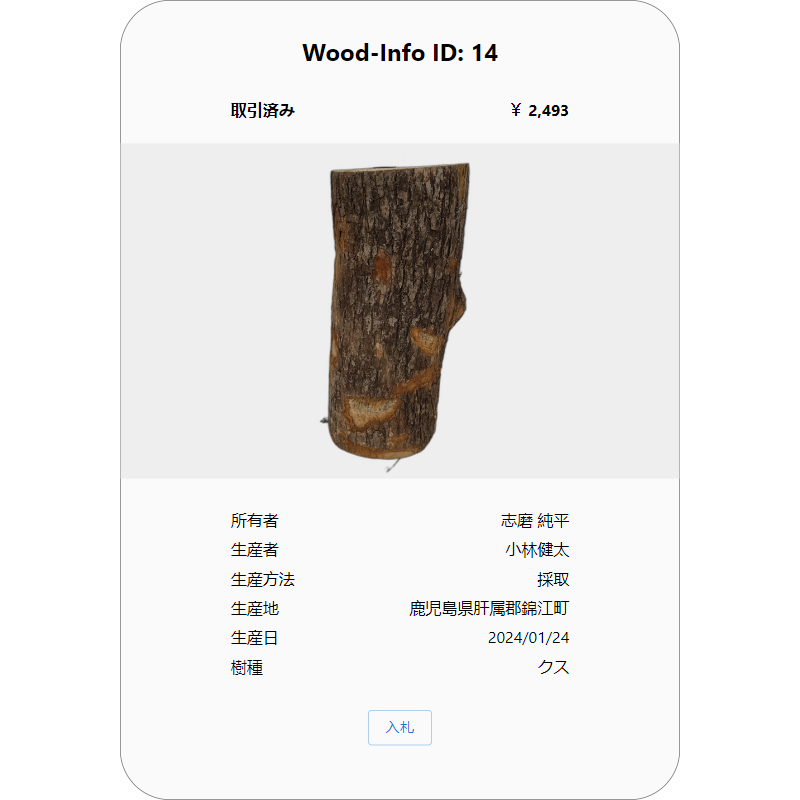 Wood-Info ID: 14
取引済み ￥ 2,493
所有者 志磨 純平
生産者 小林健太
生産方法 採取
生産地 鹿児島県肝属郡錦江町
生産日 2024/01/24
樹種 クス
入札